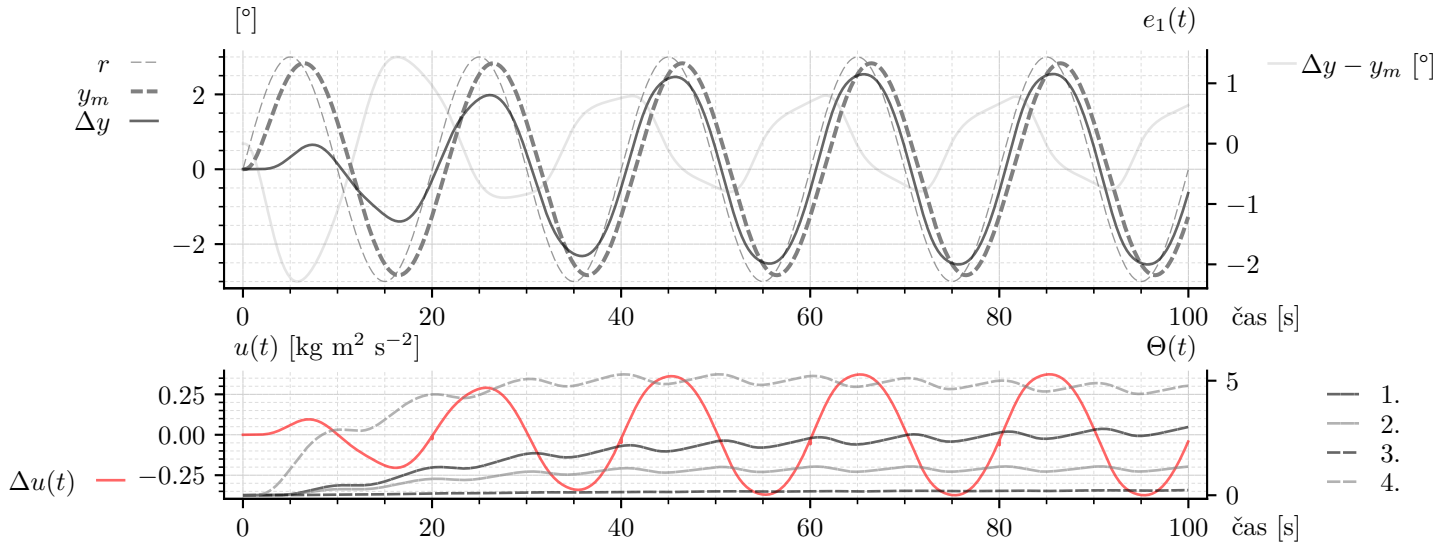 [°]
e₁(t)
r
yₘ
Δy
Δy − yₘ [°]
2
0
−2
1
0
−1
−2
0
20
40
60
80
100
čas [s]
u(t) [kg m² s⁻²]
Θ(t)
0.25
0.00
−0.25
Δu(t)
5
0
1.
2.
3.
4.
0
20
40
60
80
100
čas [s]